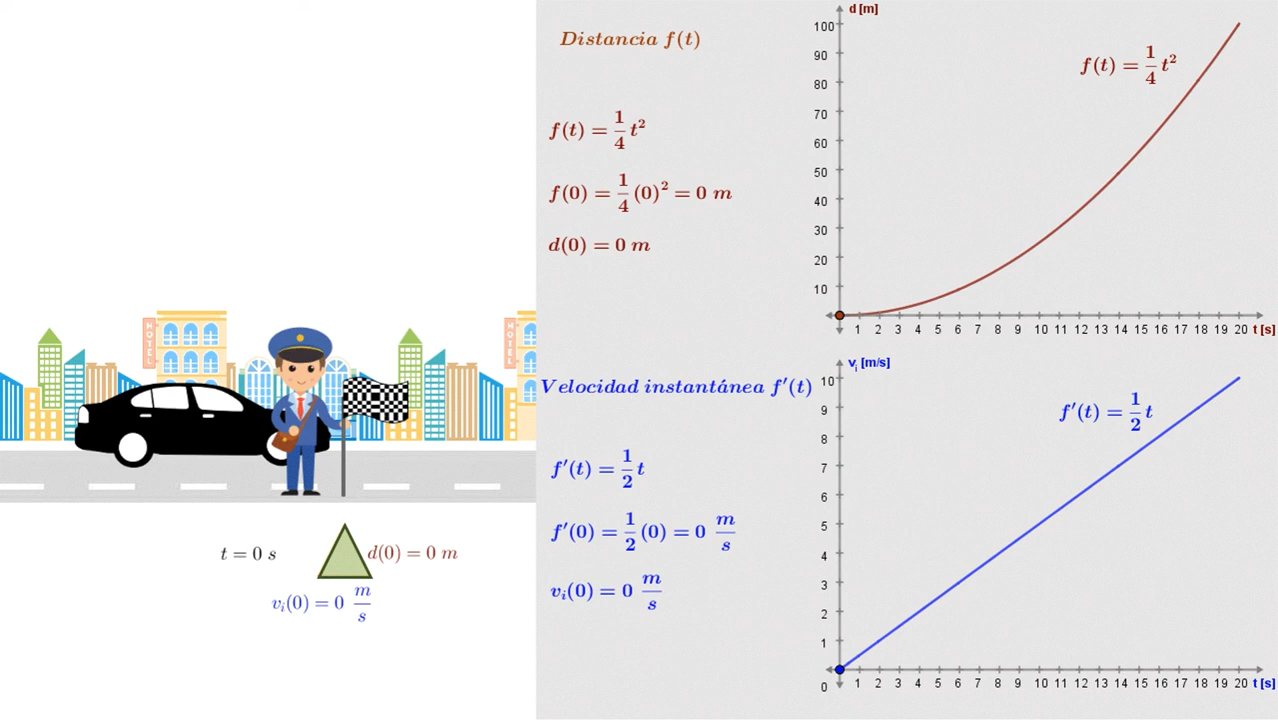 HOTEL
HOTEL
t = 0 s
d(0) = 0 m
v_i(0) = 0 m/s
Distancia f(t)
f(t) = 1/4 t²
f(0) = 1/4 (0)² = 0 m
d(0) = 0 m
Velocidad instantánea f'(t)
f'(t) = 1/2 t
f'(0) = 1/2 (0) = 0 m/s
v_i(0) = 0 m/s
d [m]
100
90
80
70
60
50
40
30
20
10
f(t) = 1/4 t²
1 2 3 4 5 6 7 8 9 10 11 12 13 14 15 16 17 18 19 20 t [s]
v_i [m/s]
10
9
8
7
6
5
4
3
2
1
0
f'(t) = 1/2 t
1 2 3 4 5 6 7 8 9 10 11 12 13 14 15 16 17 18 19 20 t [s]